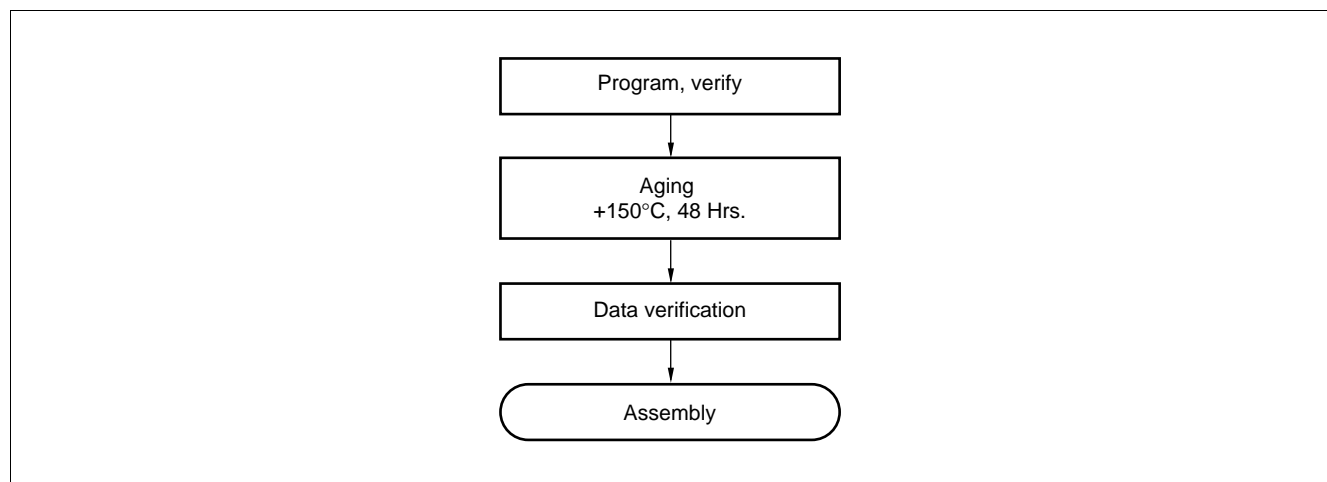 Program, verify
Aging
+150°C, 48 Hrs.
Data verification
Assembly